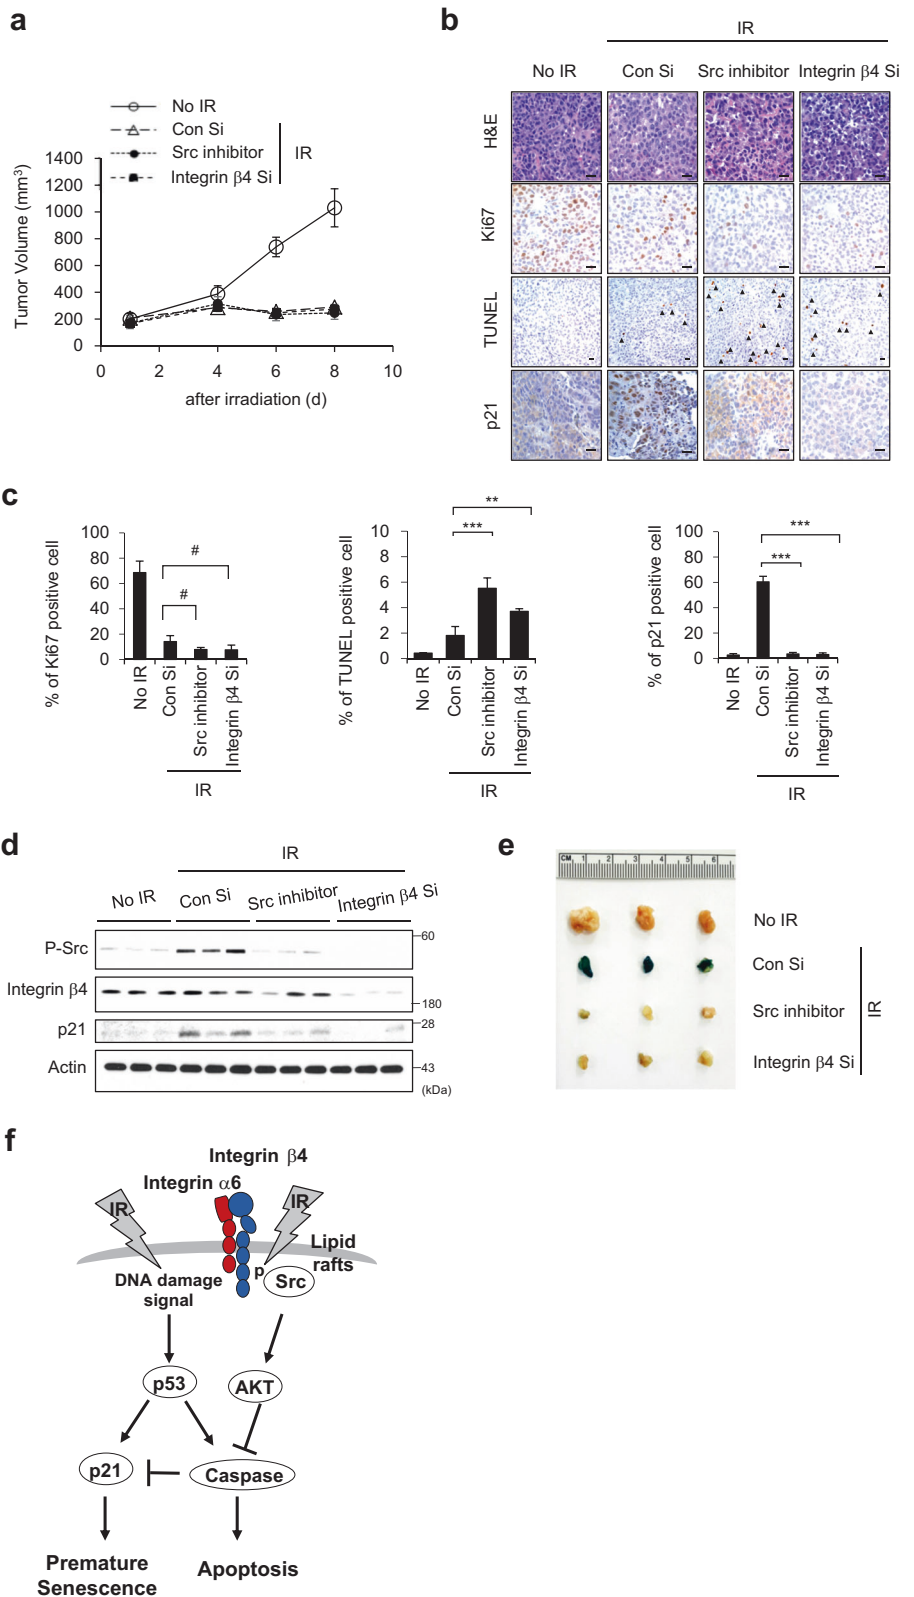 a
No IR
Con Si
Src inhibitor
Integrin β4 Si
IR
Tumor Volume (mm³)
1400
1200
1000
800
600
400
200
0
0 2 4 6 8 10
after irradiation (d)
b
IR
No IR Con Si Src inhibitor Integrin β4 Si
H&E
Ki67
TUNEL
p21
c
% of Ki67 positive cell
100
80
60
40
20
0
#
#
No IR
Con Si
Src inhibitor
Integrin β4 Si
IR
% of TUNEL positive cell
10
8
6
4
2
0
**
***
No IR
Con Si
Src inhibitor
Integrin β4 Si
IR
% of p21 positive cell
100
80
60
40
20
0
***
***
No IR
Con Si
Src inhibitor
Integrin β4 Si
IR
d
IR
No IR Con Si Src inhibitor Integrin β4 Si
P-Src
60
Integrin β4
180
p21
28
Actin
43
(kDa)
e
CM 1 2 3 4 5 6
No IR
Con Si
Src inhibitor
Integrin β4 Si
IR
f
Integrin β4
Integrin α6
IR
IR
Lipid
rafts
DNA damage
signal
p
Src
p53
AKT
p21
Caspase
Premature
Senescence
Apoptosis